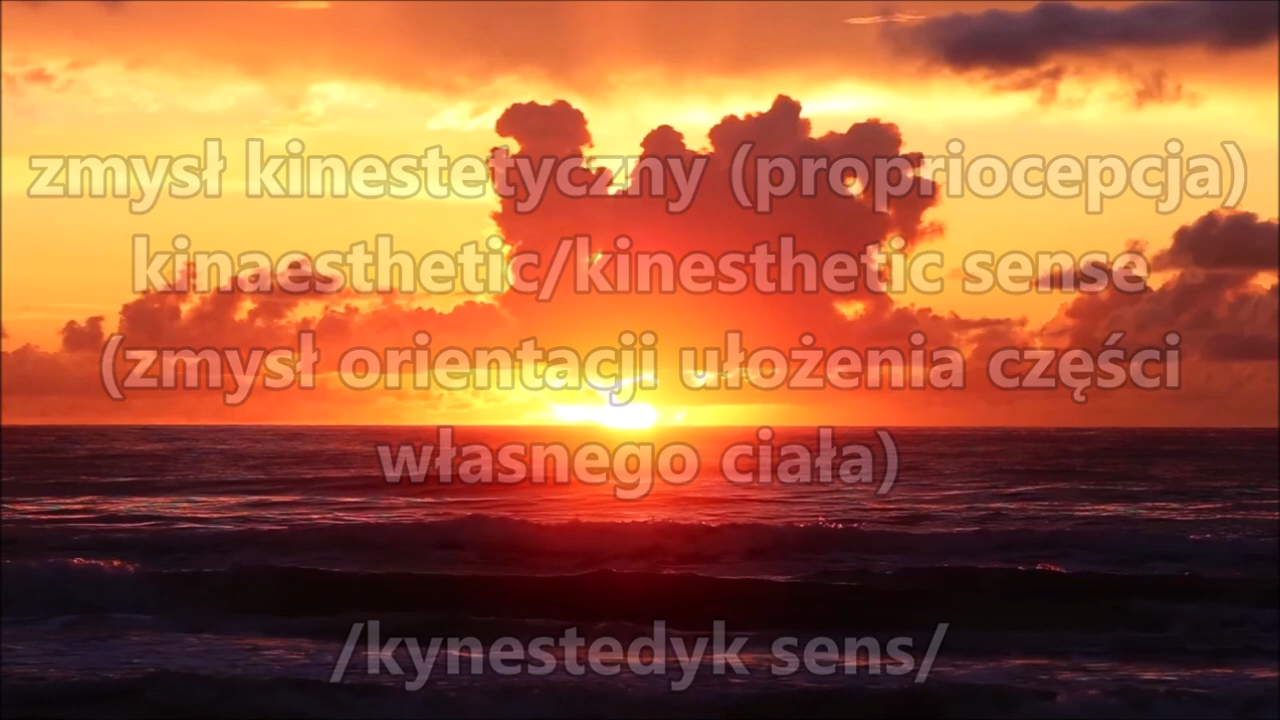 zmysł kinestetyczny (propriocepcja)
kinaesthetic/kinesthetic sense
(zmysł orientacji ułożenia części
własnego ciała)
/kynestedyk sens/